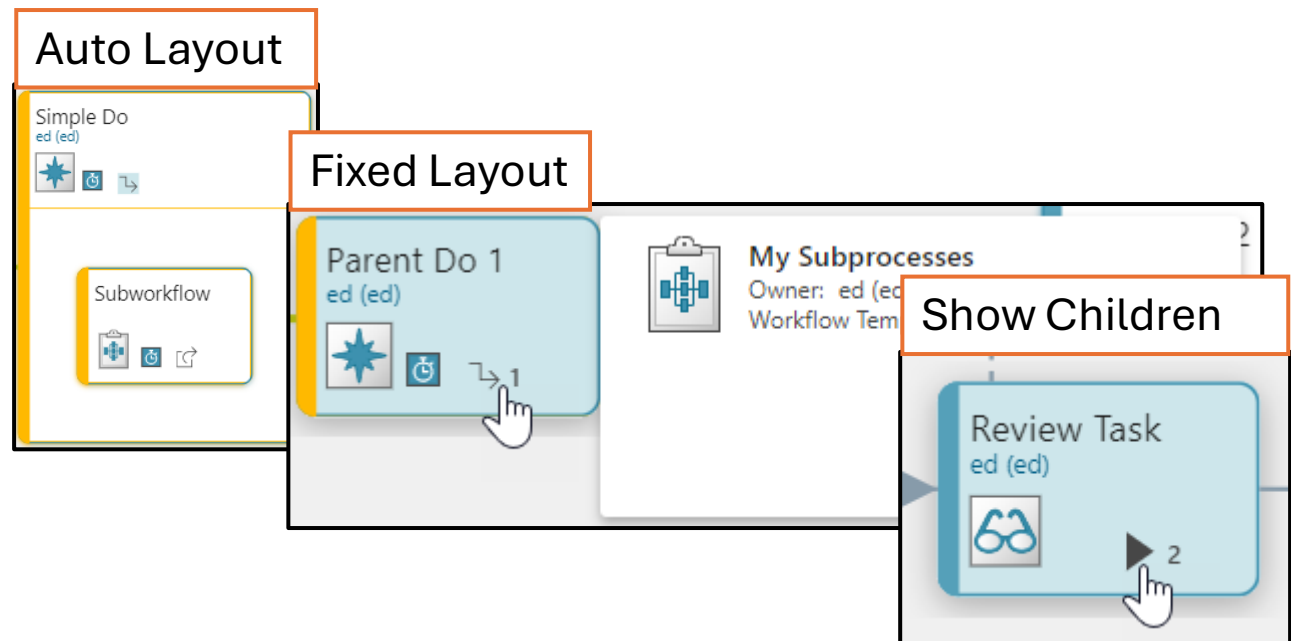 Auto Layout
Simple Do
ed (ed)
Subworkflow
Fixed Layout
Parent Do 1
ed (ed)
1
My Subprocesses
Owner: ed
Workflow
2
Show Children
Review Task
ed (ed)
2